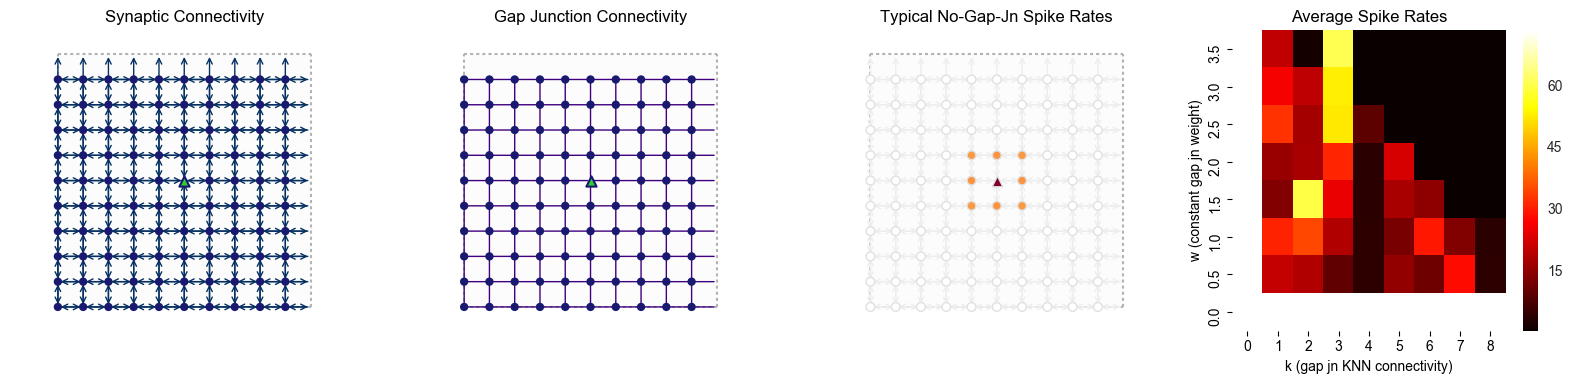 Synaptic Connectivity
Gap Junction Connectivity
Typical No-Gap-Jn Spike Rates
Average Spike Rates
w (constant gap jn weight)
3.5
3.0
2.5
2.0
1.5
1.0
0.5
0.0
0 1 2 3 4 5 6 7 8
k (gap jn KNN connectivity)
60
45
30
15